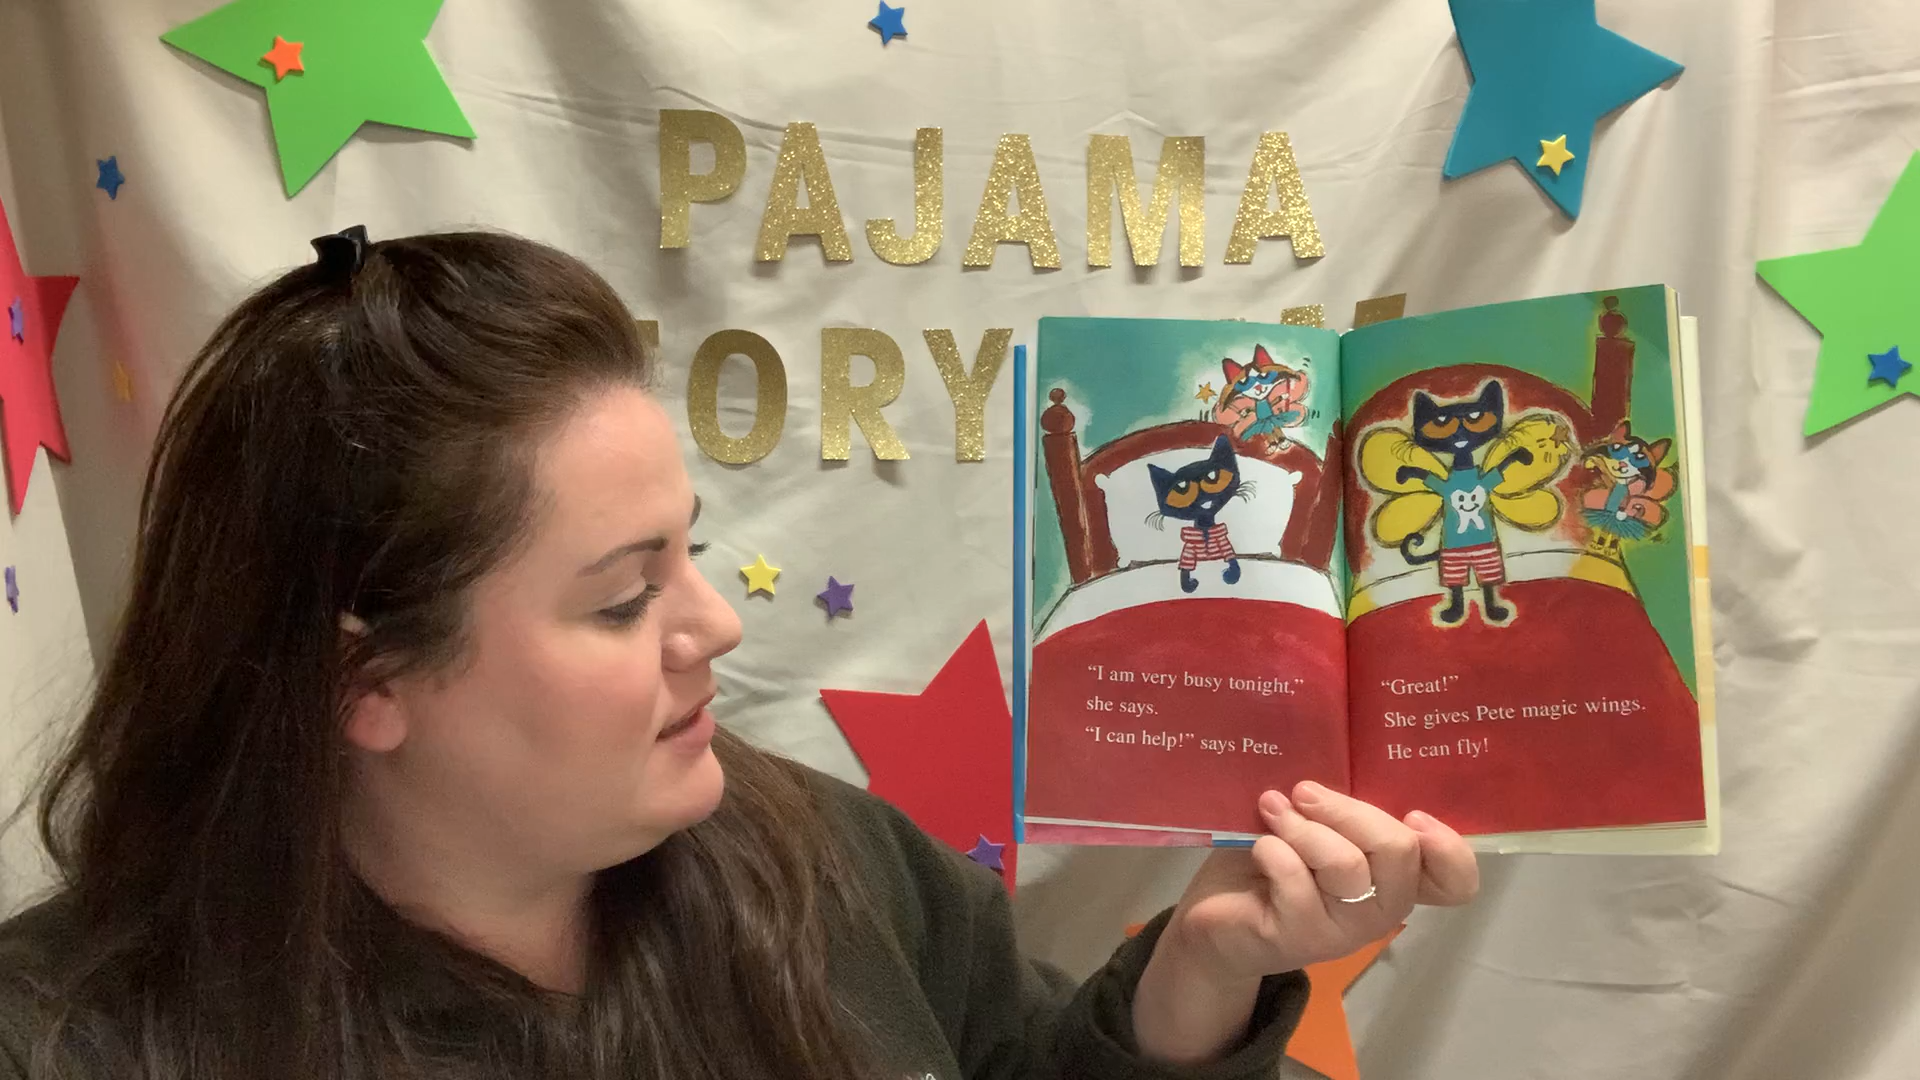 PAJAMA
ORY
“I am very busy tonight,”
she says.
“I can help!” says Pete.
“Great!”
She gives Pete magic wings.
He can fly!